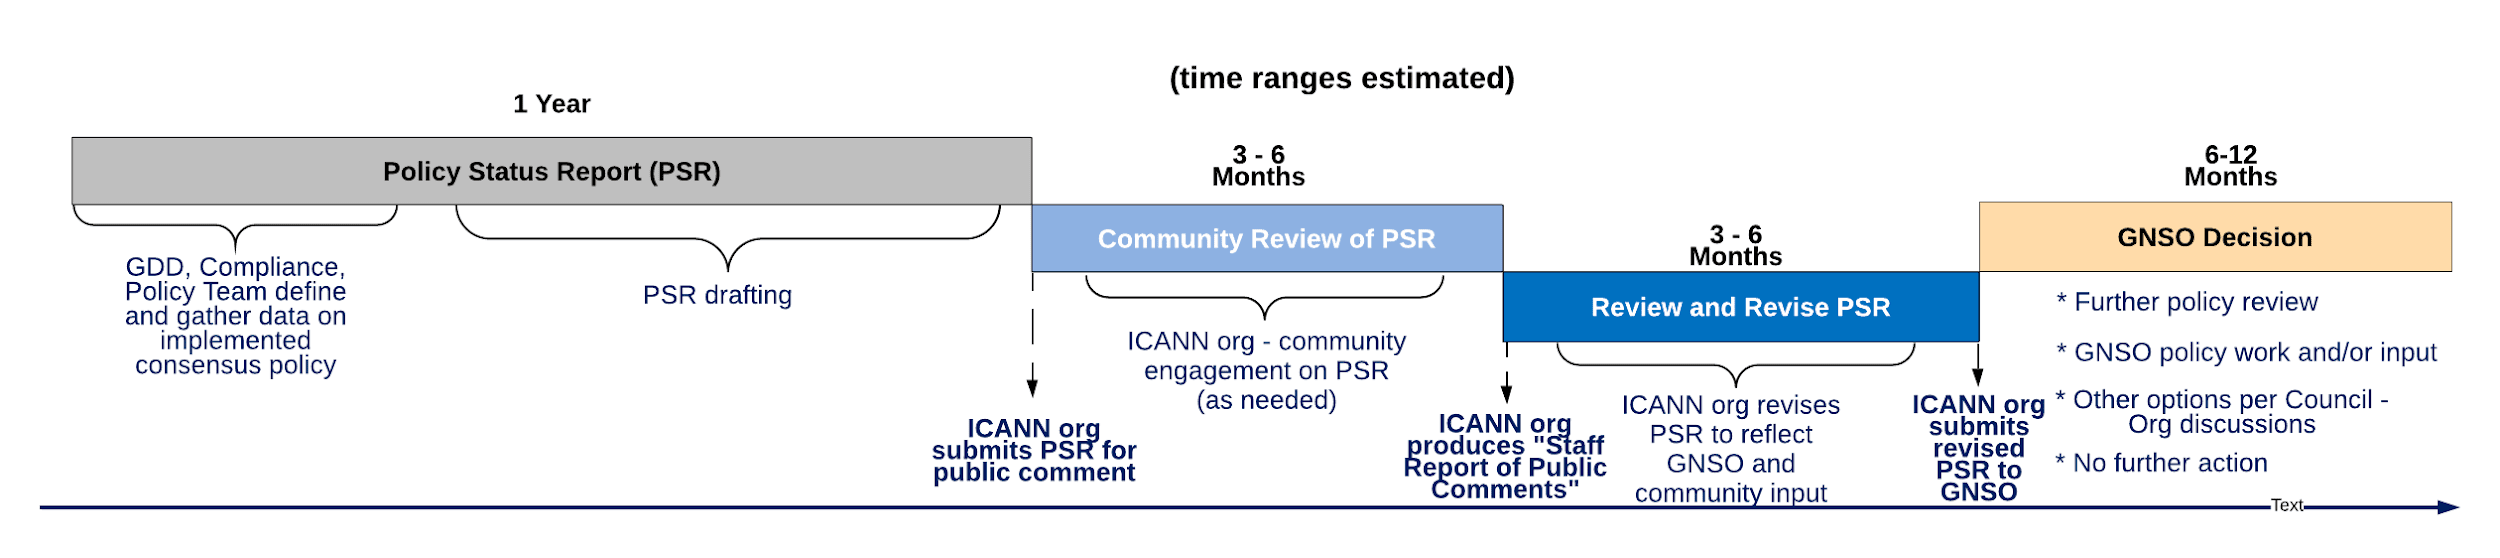 (time ranges estimated)
1 Year
Policy Status Report (PSR)
GDD, Compliance,
Policy Team define
and gather data on
implemented
consensus policy
PSR drafting
3 - 6
Months
Community Review of PSR
ICANN org
submits PSR for
public comment
ICANN org - community
engagement on PSR
(as needed)
3 - 6
Months
Review and Revise PSR
ICANN org
produces "Staff
Report of Public
Comments"
ICANN org revises
PSR to reflect
GNSO and
community input
ICANN org
submits
revised
PSR to
GNSO
6-12
Months
GNSO Decision
* Further policy review
* GNSO policy work and/or input
* Other options per Council -
Org discussions
* No further action
Text